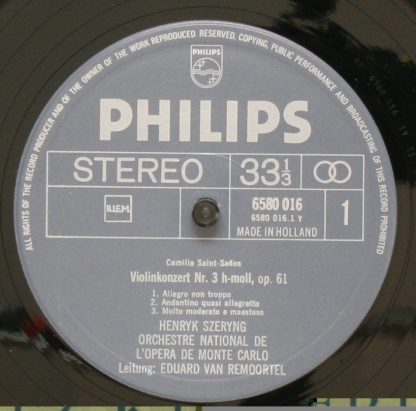 ALL RIGHTS OF THE RECORD PRODUCER AND OF THE OWNER OF THE WORK REPRODUCED RESERVED. COPYING, PUBLIC PERFORMANCE AND BROADCASTING OF THIS RECORD PROHIBITED
PHILIPS
PHILIPS
STEREO 33 1/3
B.I.E.M. 6580 016 1
6580 016.1 Y
MADE IN HOLLAND
Camille Saint-Saëns
Violinkonzert Nr. 3 h-moll, op. 61
1. Allegro non troppo
2. Andantino quasi allegretto
3. Molto moderato e maestoso
HENRYK SZERYNG
ORCHESTRE NATIONAL DE
L'OPERA DE MONTE CARLO
Leitung: EDUARD VAN REMOORTEL